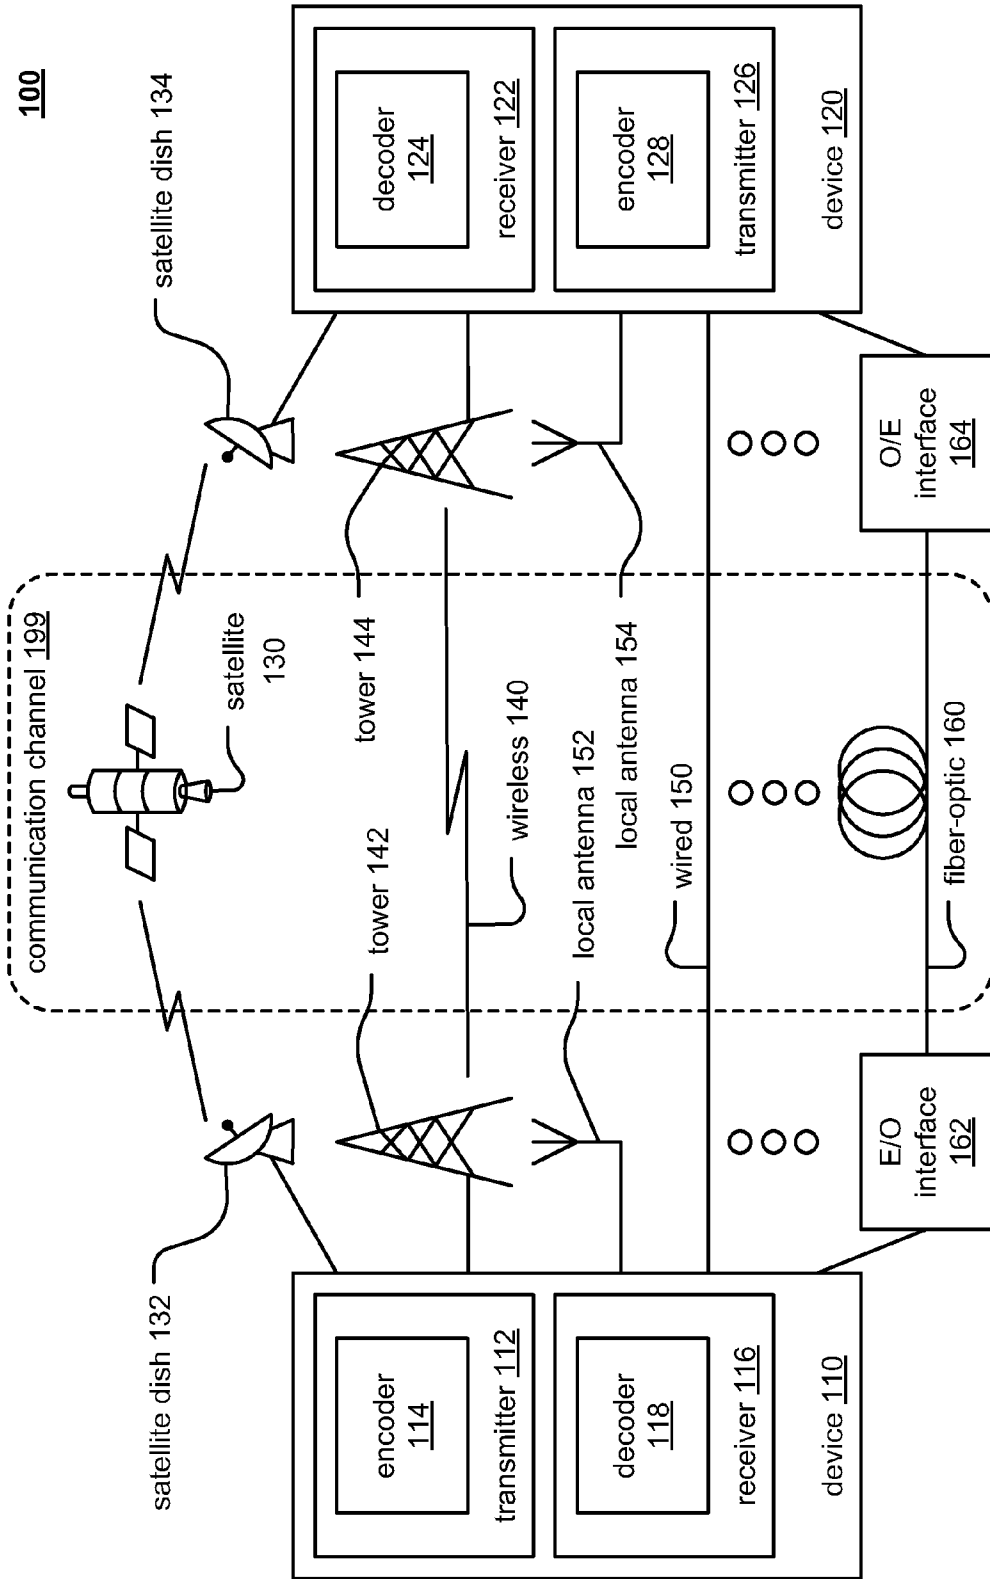 100
communication channel 199
satellite dish 132
satellite
130
satellite dish 134
encoder
114
transmitter 112
decoder
118
receiver 116
device 110
tower 142
tower 144
wireless 140
local antenna 152
local antenna 154
wired 150
E/O
interface
162
fiber-optic 160
O/E
interface
164
decoder
124
receiver 122
encoder
128
transmitter 126
device 120